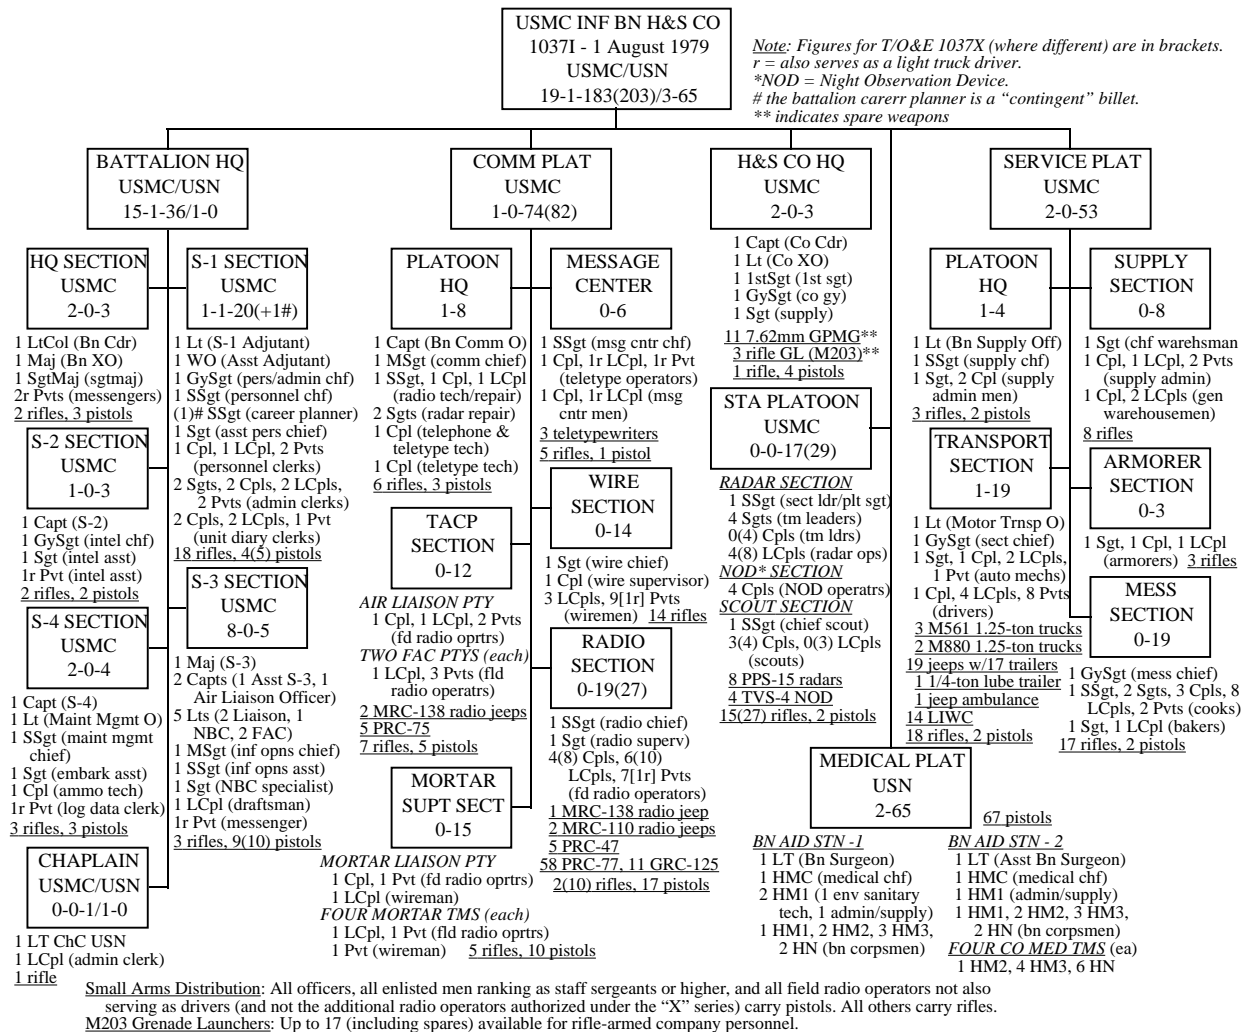 USMC INF BN H&S CO
1037I - 1 August 1979
USMC/USN
19-1-183(203)/3-65
Note: Figures for T/O&E 1037X (where different) are in brackets.
r = also serves as a light truck driver.
*NOD = Night Observation Device.
# the battalion carerr planner is a “contingent” billet.
** indicates spare weapons
BATTALION HQ
USMC/USN
15-1-36/1-0
HQ SECTION
USMC
2-0-3
1 LtCol (Bn Cdr)
1 Maj (Bn XO)
1 SgtMaj (sgtmaj)
2r Pvts (messengers)
2 rifles, 3 pistols
S-1 SECTION
USMC
1-1-20(+1#)
1 Lt (S-1 Adjutant)
1 WO (Asst Adjutant)
1 GySgt (pers/admin chf)
1 SSgt (personnel chf)
(1)# SSgt (career planner)
1 Sgt (asst pers chief)
1 Cpl, 1 LCpl, 2 Pvts
(personnel clerks)
2 Sgts, 2 Cpls, 2 LCpls,
2 Pvts (admin clerks)
2 Cpls, 2 LCpls, 1 Pvt
(unit diary clerks)
18 rifles, 4(5) pistols
S-2 SECTION
USMC
1-0-3
1 Capt (S-2)
1 GySgt (intel chf)
1 Sgt (intel asst)
1r Pvt (intel asst)
2 rifles, 2 pistols
S-3 SECTION
USMC
8-0-5
1 Maj (S-3)
2 Capts (1 Asst S-3, 1
Air Liaison Officer)
5 Lts (2 Liaison, 1
NBC, 2 FAC)
1 MSgt (inf opns chief)
1 SSgt (inf opns asst)
1 Sgt (NBC specialist)
1 LCpl (draftsman)
1r Pvt (messenger)
3 rifles, 9(10) pistols
S-4 SECTION
USMC
2-0-4
1 Capt (S-4)
1 Lt (Maint Mgmt O)
1 SSgt (maint mgmt
chief)
1 Sgt (embark asst)
1 Cpl (ammo tech)
1r Pvt (log data clerk)
3 rifles, 3 pistols
CHAPLAIN
USMC/USN
0-0-1/1-0
1 LT ChC USN
1 LCpl (admin clerk)
1 rifle
COMM PLAT
USMC
1-0-74(82)
PLATOON
HQ
1-8
1 Capt (Bn Comm O)
1 MSgt (comm chief)
1 SSgt, 1 Cpl, 1 LCpl
(radio tech/repair)
2 Sgts (radar repair)
1 Cpl (telephone &
teletype tech)
1 Cpl (teletype tech)
6 rifles, 3 pistols
MESSAGE
CENTER
0-6
1 SSgt (msg cntr chf)
1 Cpl, 1r LCpl, 1r Pvt
(teletype operators)
1 Cpl, 1r LCpl (msg
cntr men)
3 teletypewriters
5 rifles, 1 pistol
TACP
SECTION
0-12
AIR LIAISON PTY
1 Cpl, 1 LCpl, 2 Pvts
(fd radio oprtrs)
TWO FAC PTYS (each)
1 LCpl, 3 Pvts (fld
radio operatrs)
2 MRC-138 radio jeeps
5 PRC-75
7 rifles, 5 pistols
WIRE
SECTION
0-14
1 Sgt (wire chief)
1 Cpl (wire supervisor)
3 LCpls, 9[1r] Pvts
(wiremen) 14 rifles
RADIO
SECTION
0-19(27)
1 SSgt (radio chief)
1 Sgt (radio superv)
4(8) Cpls, 6(10)
LCpls, 7[1r] Pvts
(fd radio operators)
1 MRC-138 radio jeep
2 MRC-110 radio jeeps
5 PRC-47
58 PRC-77, 11 GRC-125
2(10) rifles, 17 pistols
MORTAR
SUPT SECT
0-15
MORTAR LIAISON PTY
1 Cpl, 1 Pvt (fd radio oprtrs)
1 LCpl (wireman)
FOUR MORTAR TMS (each)
1 LCpl, 1 Pvt (fld radio oprtrs)
1 Pvt (wireman) 5 rifles, 10 pistols
H&S CO HQ
USMC
2-0-3
1 Capt (Co Cdr)
1 Lt (Co XO)
1 1stSgt (1st sgt)
1 GySgt (co gy)
1 Sgt (supply)
11 7.62mm GPMG**
3 rifle GL (M203)**
1 rifle, 4 pistols
STA PLATOON
USMC
0-0-17(29)
RADAR SECTION
1 SSgt (sect ldr/plt sgt)
4 Sgts (tm leaders)
0(4) Cpls (tm ldrs)
4(8) LCpls (radar ops)
NOD* SECTION
4 Cpls (NOD operatrs)
SCOUT SECTION
1 SSgt (chief scout)
3(4) Cpls, 0(3) LCpls
(scouts)
8 PPS-15 radars
4 TVS-4 NOD
15(27) rifles, 2 pistols
SERVICE PLAT
USMC
2-0-53
PLATOON
HQ
1-4
1 Lt (Bn Supply Off)
1 SSgt (supply chf)
1 Sgt, 2 Cpl (supply
admin men)
3 rifles, 2 pistols
SUPPLY
SECTION
0-8
1 Sgt (chf warehsman
1 Cpl, 1 LCpl, 2 Pvts
(supply admin)
1 Cpl, 2 LCpls (gen
warehousemen)
8 rifles
TRANSPORT
SECTION
1-19
1 Lt (Motor Trnsp O)
1 GySgt (sect chief)
1 Sgt, 1 Cpl, 2 LCpls,
1 Pvt (auto mechs)
1 Cpl, 4 LCpls, 8 Pvts
(drivers)
3 M561 1.25-ton trucks
2 M880 1.25-ton trucks
19 jeeps w/17 trailers
1 1/4-ton lube trailer
1 jeep ambulance
14 LIWC
18 rifles, 2 pistols
ARMORER
SECTION
0-3
1 Sgt, 1 Cpl, 1 LCpl
(armorers) 3 rifles
MESS
SECTION
0-19
1 GySgt (mess chief)
1 SSgt, 2 Sgts, 3 Cpls, 8
LCpls, 2 Pvts (cooks)
1 Sgt, 1 LCpl (bakers)
17 rifles, 2 pistols
MEDICAL PLAT
USN
2-65
67 pistols
BN AID STN -1
1 LT (Bn Surgeon)
1 HMC (medical chf)
2 HM1 (1 env sanitary
tech, 1 admin/supply)
1 HM1, 2 HM2, 3 HM3,
2 HN (bn corpsmen)
BN AID STN - 2
1 LT (Asst Bn Surgeon)
1 HMC (medical chf)
1 HM1 (admin/supply)
1 HM1, 2 HM2, 3 HM3,
2 HN (bn corpsmen)
FOUR CO MED TMS (ea)
1 HM2, 4 HM3, 6 HN
Small Arms Distribution: All officers, all enlisted men ranking as staff sergeants or higher, and all field radio operators not also
serving as drivers (and not the additional radio operators authorized under the “X” series) carry pistols. All others carry rifles.
M203 Grenade Launchers: Up to 17 (including spares) available for rifle-armed company personnel.